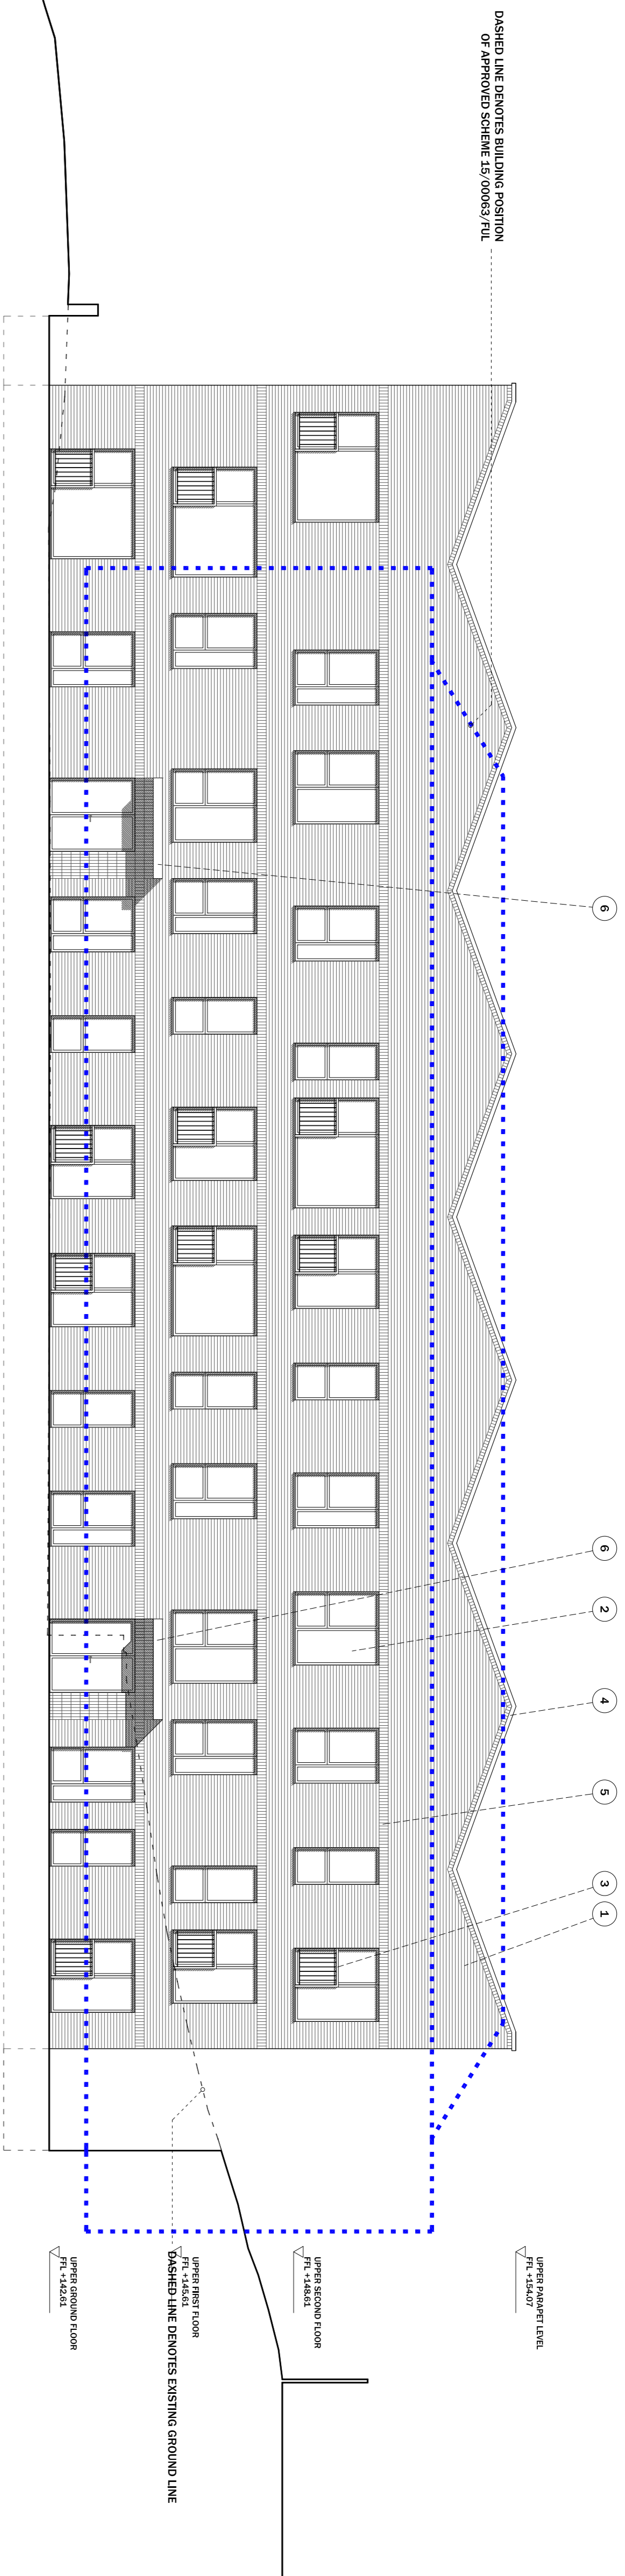 DASHED LINE DENOTES BUILDING POSITION
OF APPROVED SCHEME 15/00063/FUL
6
6
2
4
5
3
1
UPPER PARAPET LEVEL
FFL +154.07
UPPER SECOND FLOOR
FFL +148.61
UPPER FIRST FLOOR
FFL +145.61
DASHED LINE DENOTES EXISTING GROUND LINE
UPPER GROUND FLOOR
FFL +142.61